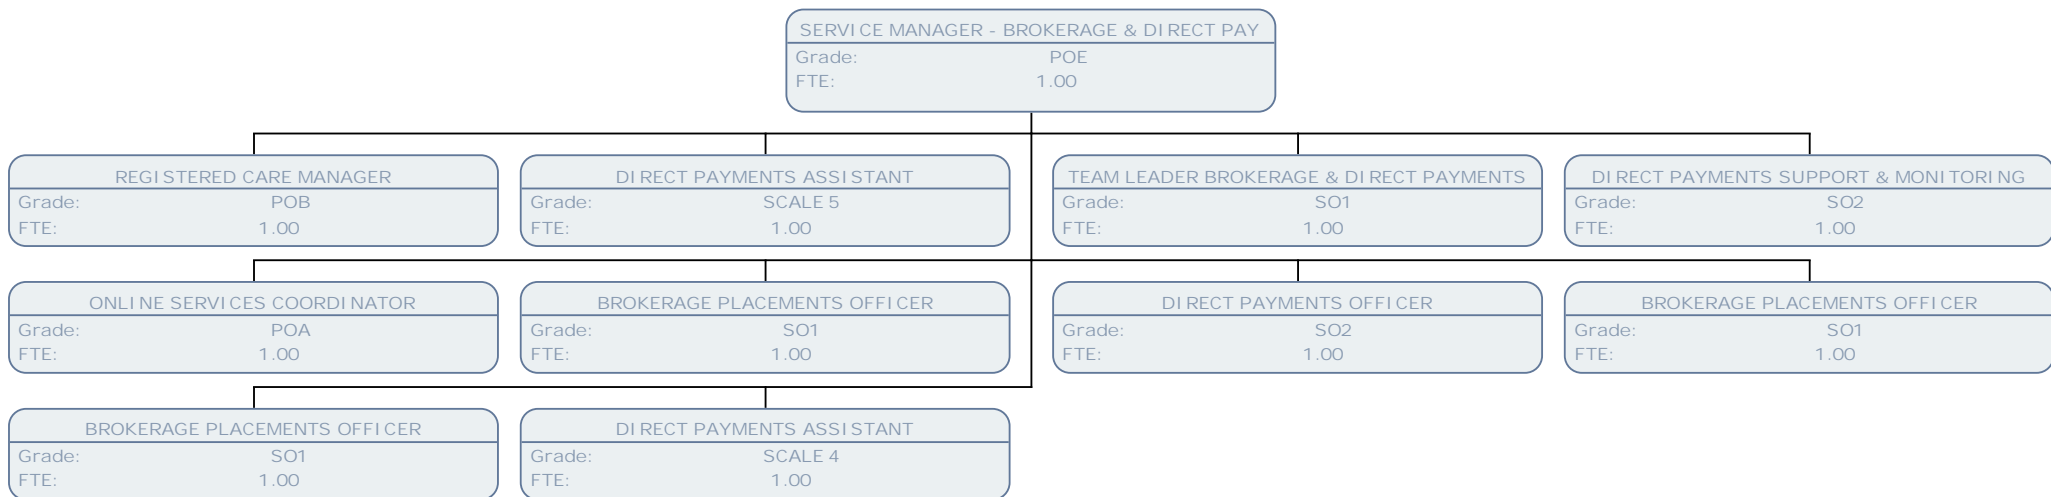 SERVICE MANAGER - BROKERAGE & DIRECT PAY
Grade: POE
FTE: 1.00
REGISTERED CARE MANAGER
Grade: POB
FTE: 1.00
DIRECT PAYMENTS ASSISTANT
Grade: SCALE 5
FTE: 1.00
TEAM LEADER BROKERAGE & DIRECT PAYMENTS
Grade: SO1
FTE: 1.00
DIRECT PAYMENTS SUPPORT & MONITORING
Grade: SO2
FTE: 1.00
ONLINE SERVICES COORDINATOR
Grade: POA
FTE: 1.00
BROKERAGE PLACEMENTS OFFICER
Grade: SO1
FTE: 1.00
DIRECT PAYMENTS OFFICER
Grade: SO2
FTE: 1.00
BROKERAGE PLACEMENTS OFFICER
Grade: SO1
FTE: 1.00
BROKERAGE PLACEMENTS OFFICER
Grade: SO1
FTE: 1.00
DIRECT PAYMENTS ASSISTANT
Grade: SCALE 4
FTE: 1.00